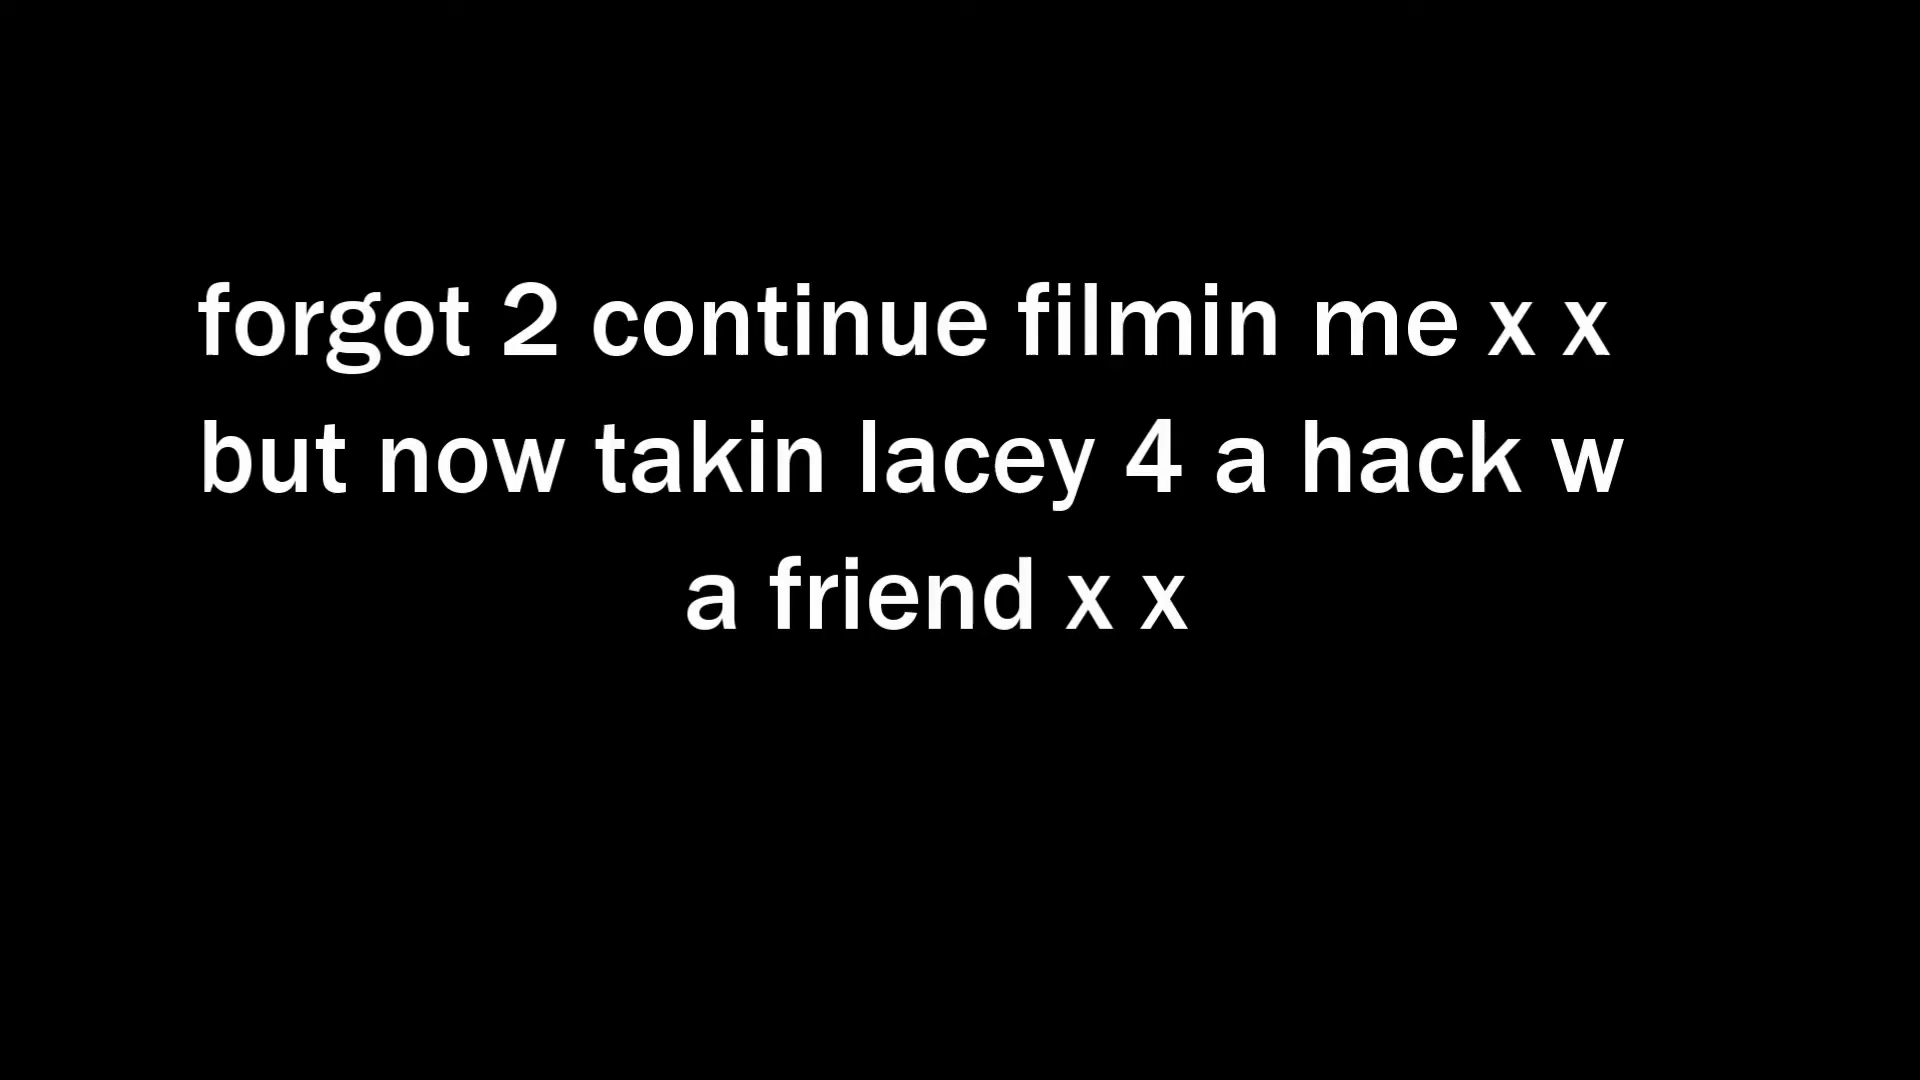 forgot 2 continue filmin me x x
but now takin lacey 4 a hack w
a friend x x